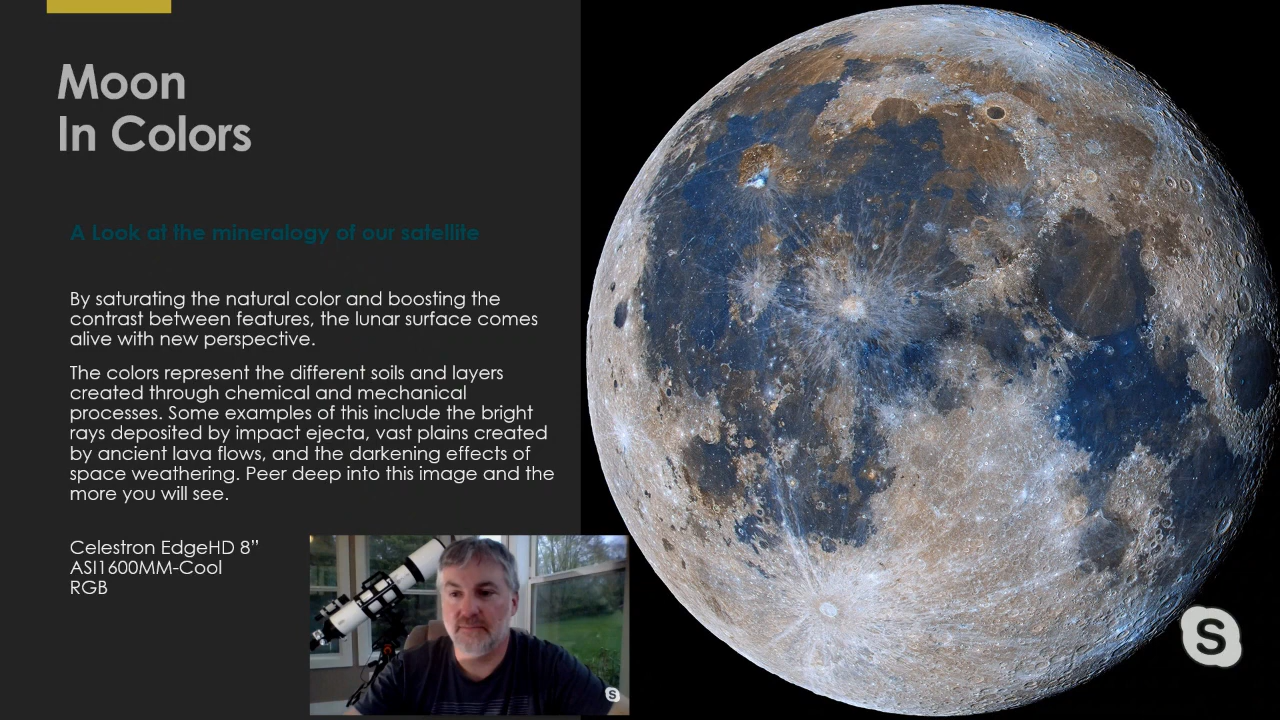 Moon
In Colors
A Look at the mineralogy of our satellite
By saturating the natural color and boosting the
contrast between features, the lunar surface comes
alive with new perspective.
The colors represent the different soils and layers
created through chemical and mechanical
processes. Some examples of this include the bright
rays deposited by impact ejecta, vast plains created
by ancient lava flows, and the darkening effects of
space weathering. Peer deep into this image and the
more you will see.
Celestron EdgeHD 8”
ASI1600MM-Cool
RGB
S
S